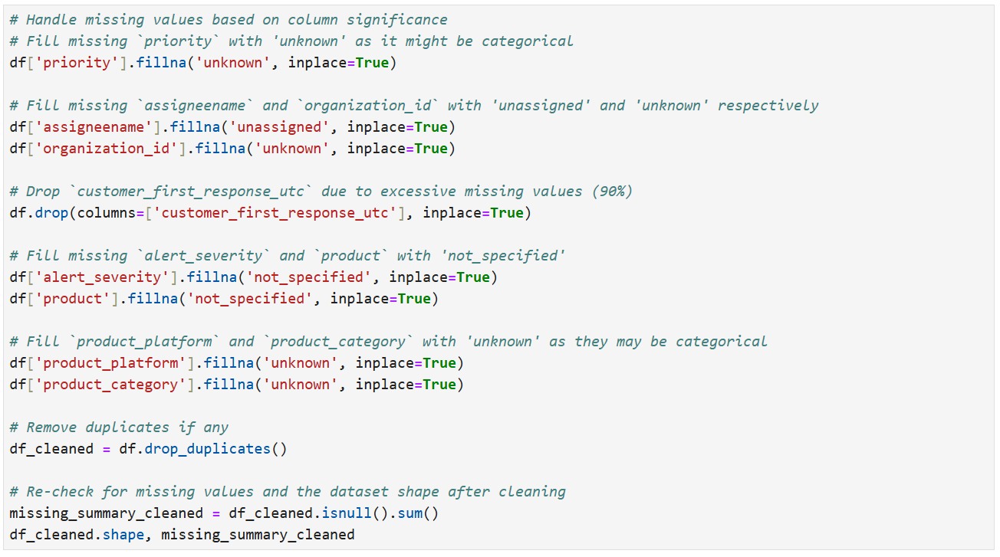 # Handle missing values based on column significance
# Fill missing `priority` with 'unknown' as it might be categorical
df['priority'].fillna('unknown', inplace=True)

# Fill missing `assigneename` and `organization_id` with 'unassigned' and 'unknown' respectively
df['assigneename'].fillna('unassigned', inplace=True)
df['organization_id'].fillna('unknown', inplace=True)

# Drop `customer_first_response_utc` due to excessive missing values (90%)
df.drop(columns=['customer_first_response_utc'], inplace=True)

# Fill missing `alert_severity` and `product` with 'not_specified'
df['alert_severity'].fillna('not_specified', inplace=True)
df['product'].fillna('not_specified', inplace=True)

# Fill `product_platform` and `product_category` with 'unknown' as they may be categorical
df['product_platform'].fillna('unknown', inplace=True)
df['product_category'].fillna('unknown', inplace=True)

# Remove duplicates if any
df_cleaned = df.drop_duplicates()

# Re-check for missing values and the dataset shape after cleaning
missing_summary_cleaned = df_cleaned.isnull().sum()
df_cleaned.shape, missing_summary_cleaned